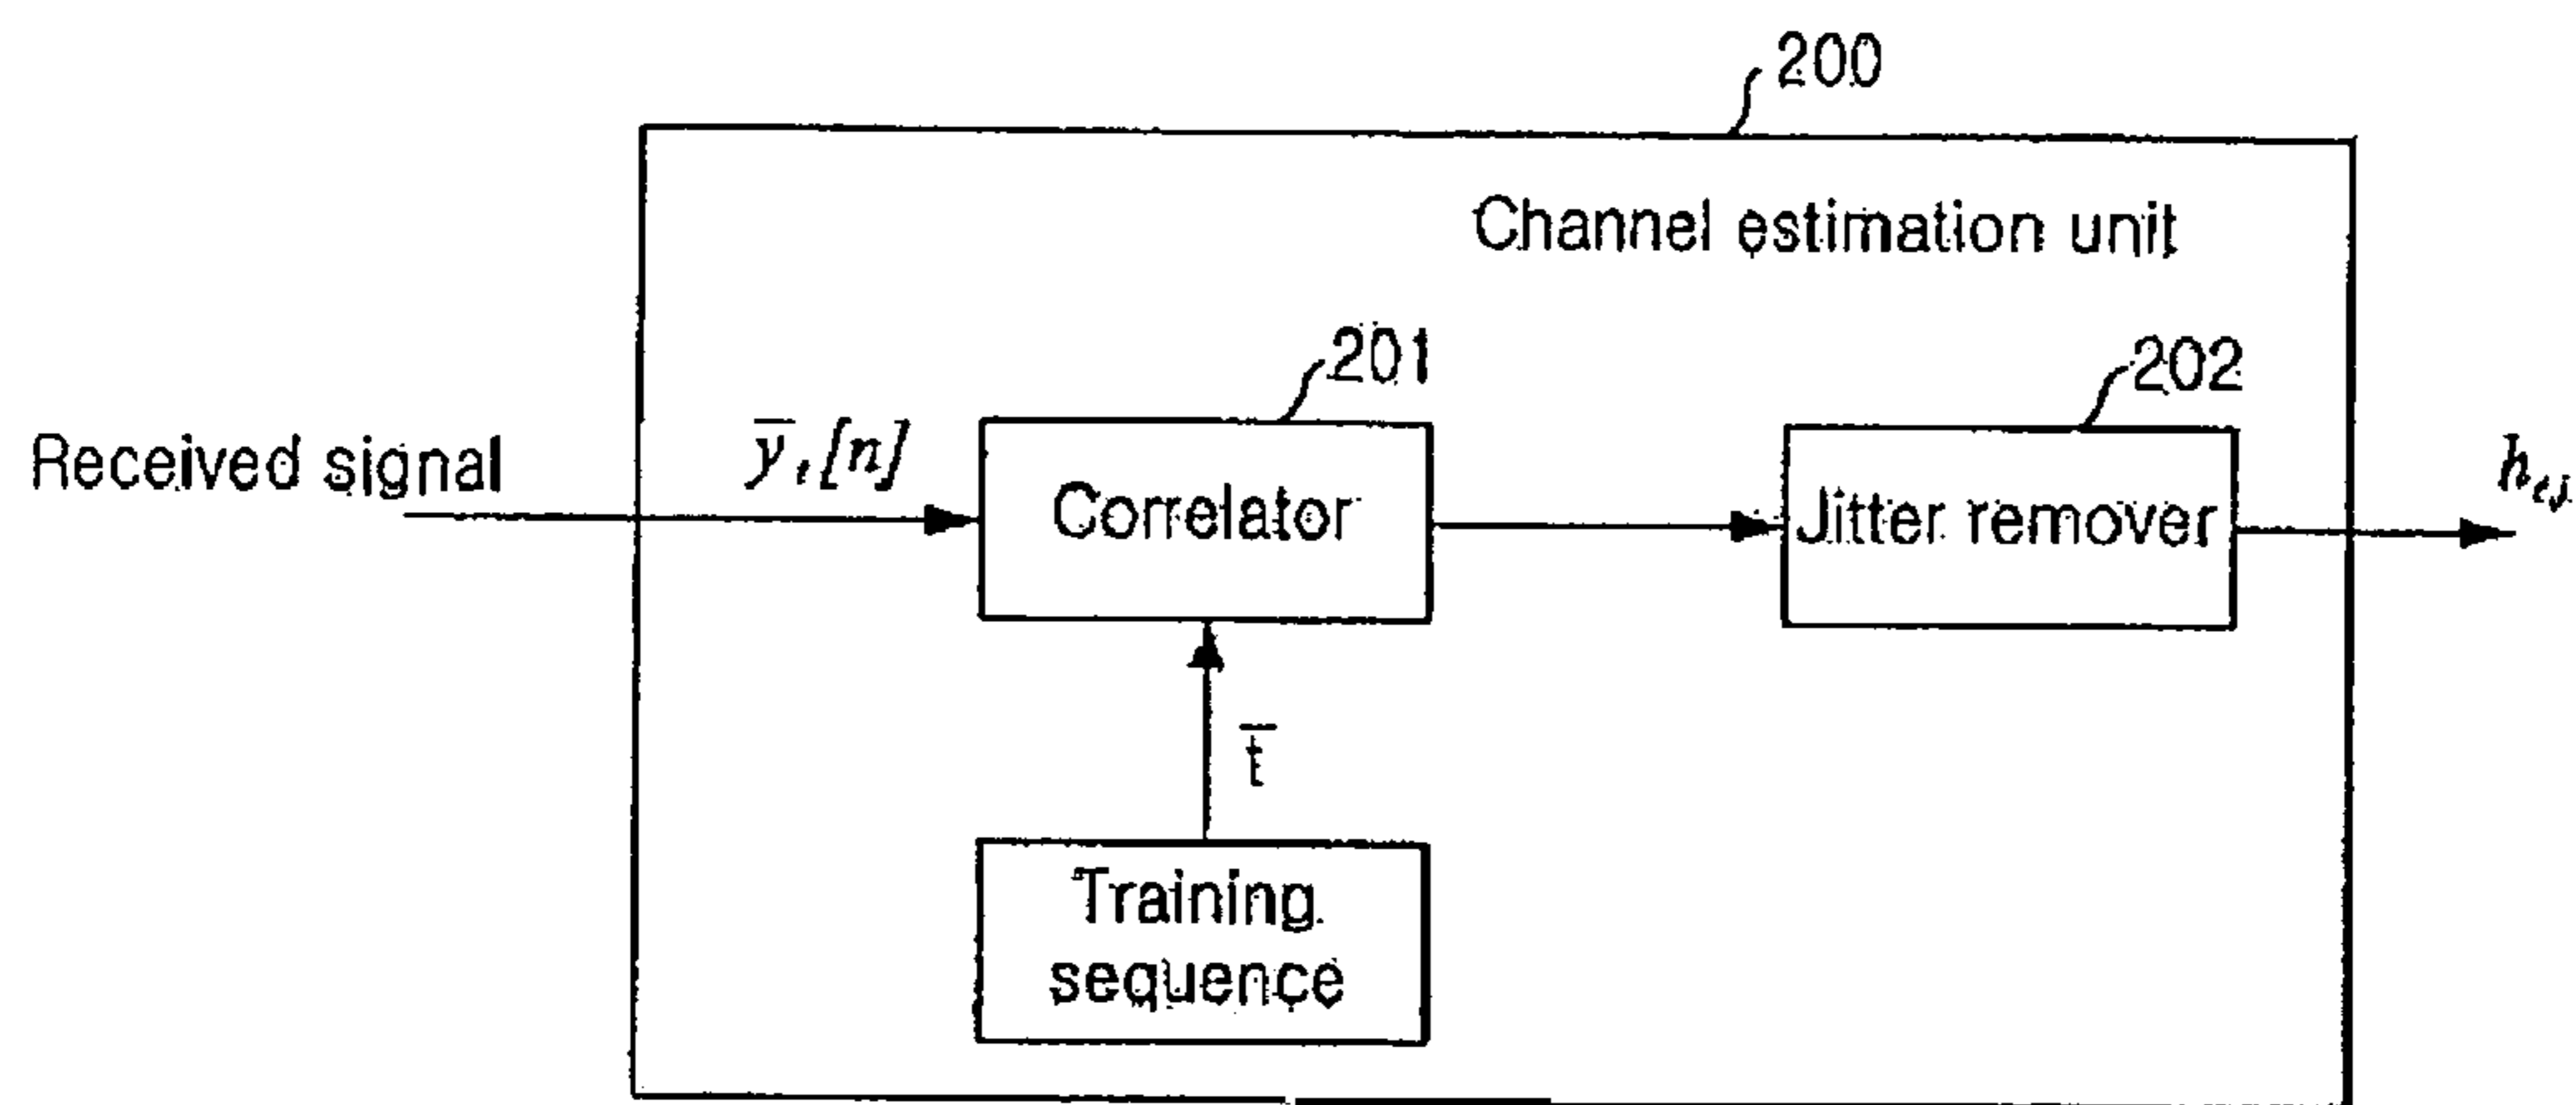 200
Channel estimation unit
201
202
Received signal
Correlator
Jitter remover
t̄
Training
sequence